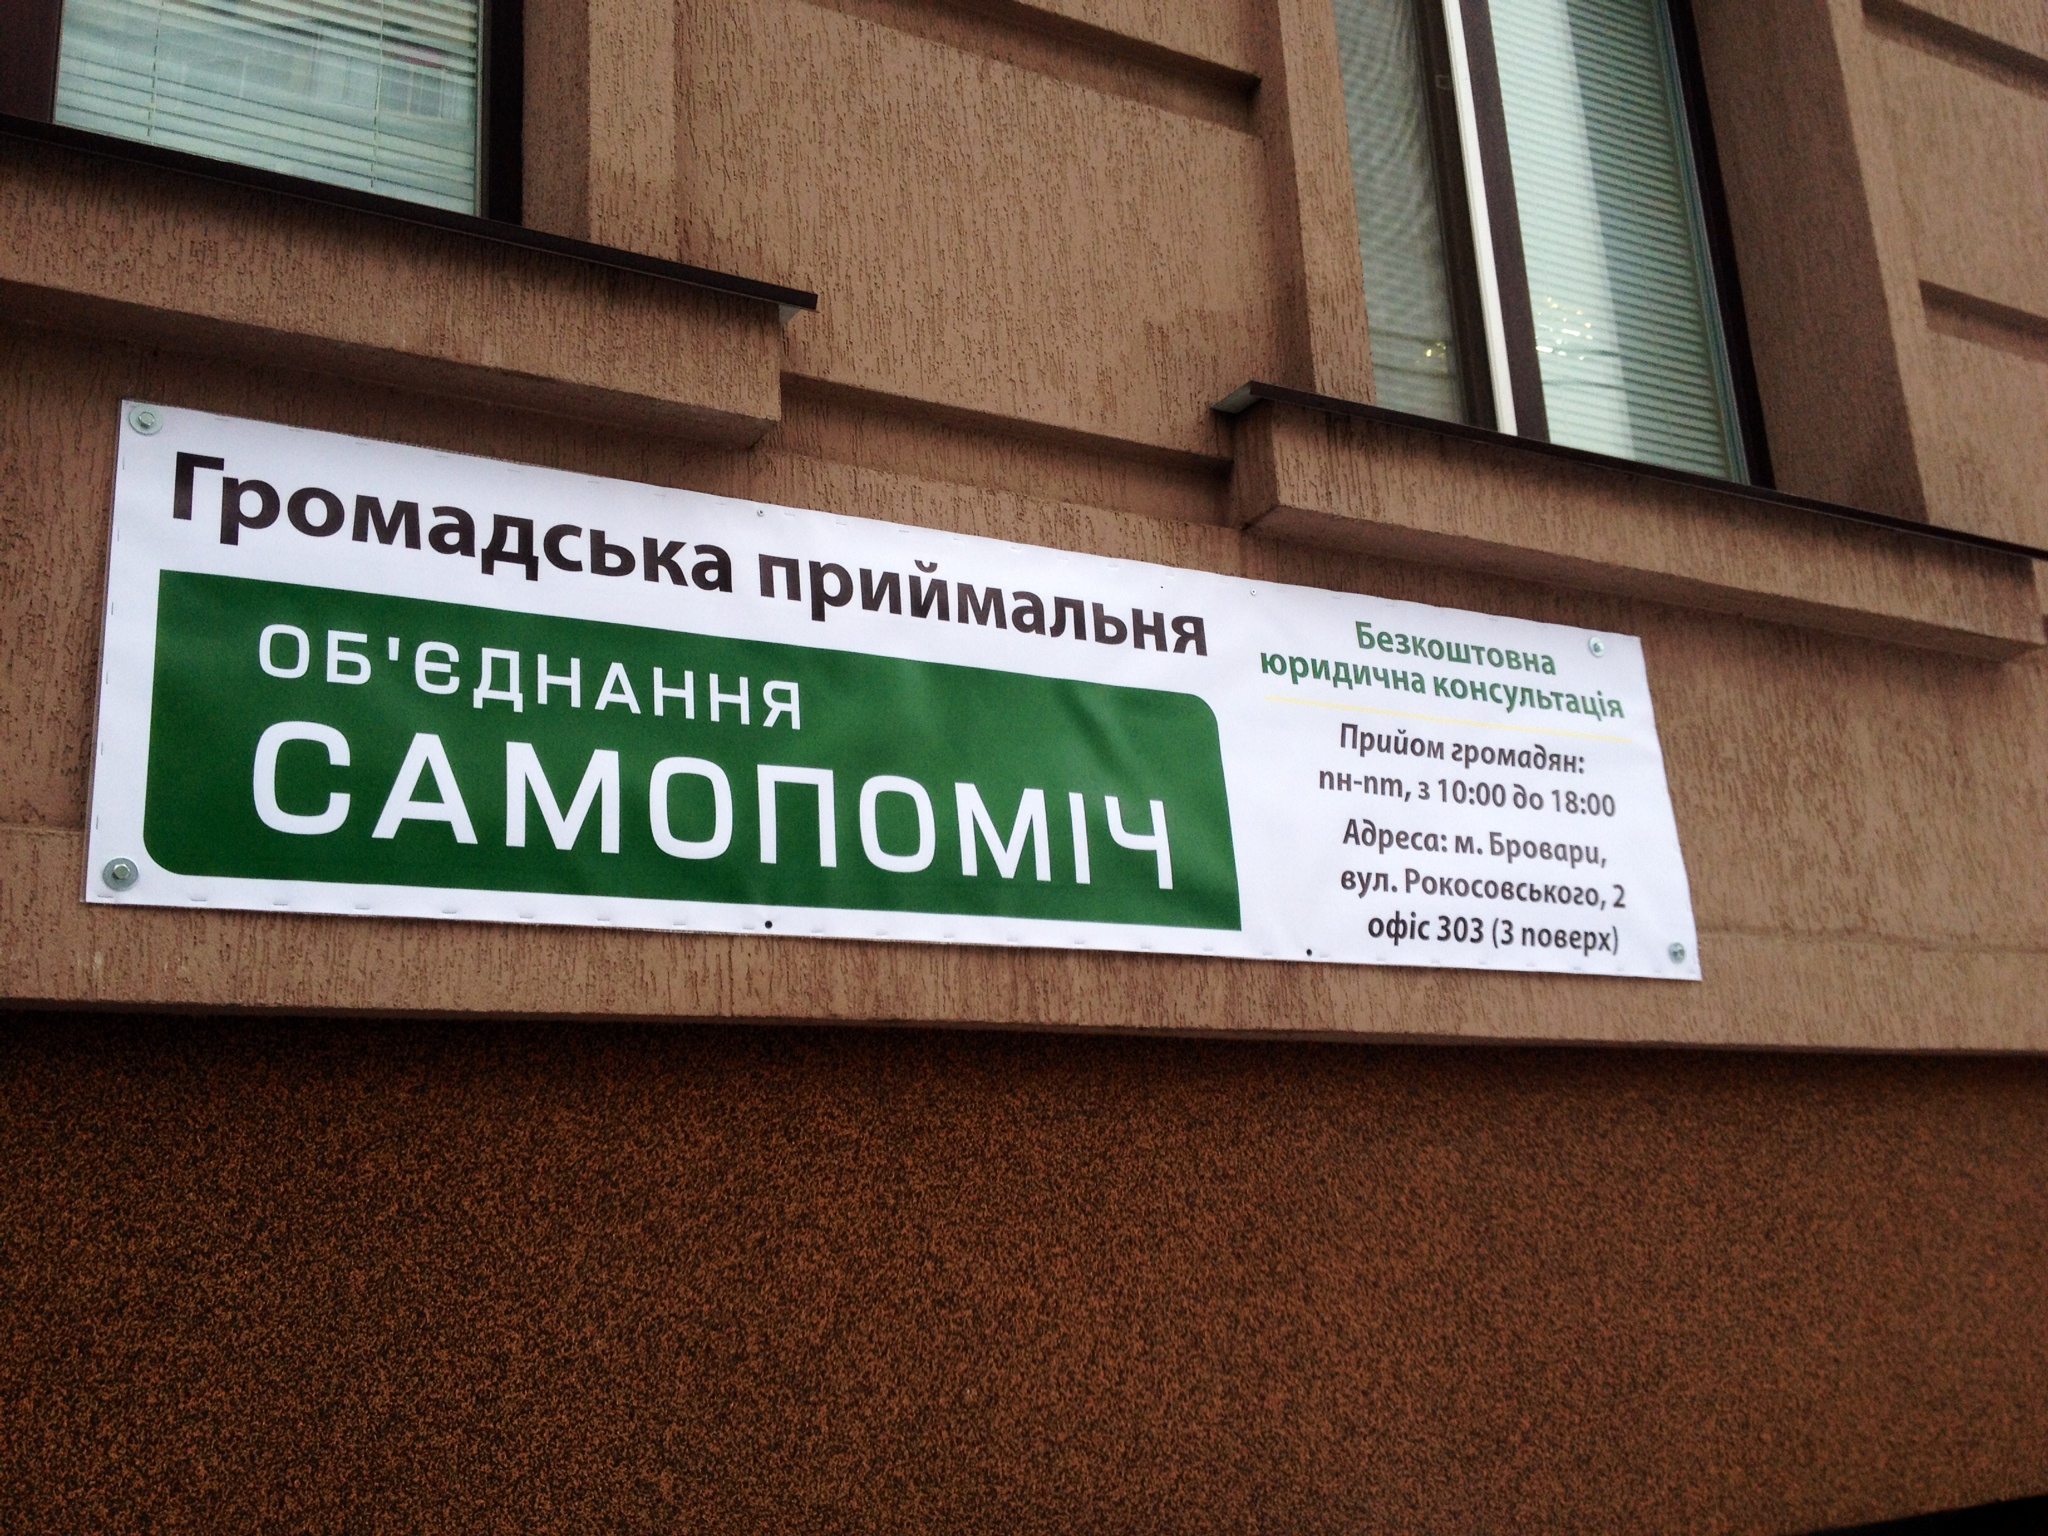 Громадська приймальня
ОБ'ЄДНАННЯ
САМОПОМІЧ
Безкоштовна
юридична консультація
Прийом громадян:
пн-пт, з 10:00 до 18:00
Адреса: м. Бровари,
вул. Рокосовського, 2
офіс 303 (3 поверх)